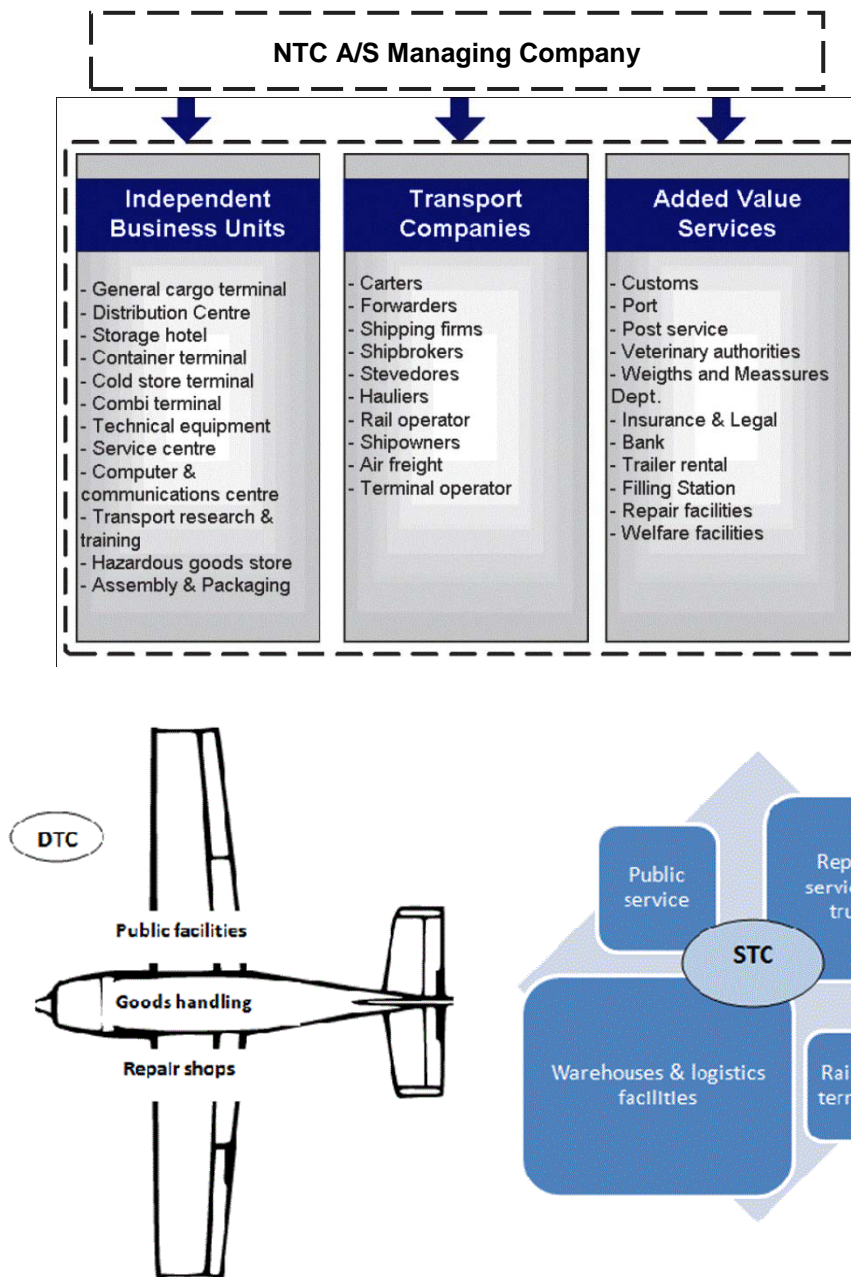 NTC A/S Managing Company
Independent
Business Units
- General cargo terminal
- Distribution Centre
- Storage hotel
- Container terminal
- Cold store terminal
- Combi terminal
- Technical equipment
- Service centre
- Computer &
communications centre
- Transport research &
training
- Hazardous goods store
- Assembly & Packaging
Transport
Companies
- Carters
- Forwarders
- Shipping firms
- Shipbrokers
- Stevedores
- Hauliers
- Rail operator
- Shipowners
- Air freight
- Terminal operator
Added Value
Services
- Customs
- Port
- Post service
- Veterinary authorities
- Weigths and Meassures
Dept.
- Insurance & Legal
- Bank
- Trailer rental
- Filling Station
- Repair facilities
- Welfare facilities
DTC
Public facilities
Goods handling
Repair shops
Public
service
STC
Warehouses & logistics
facilities